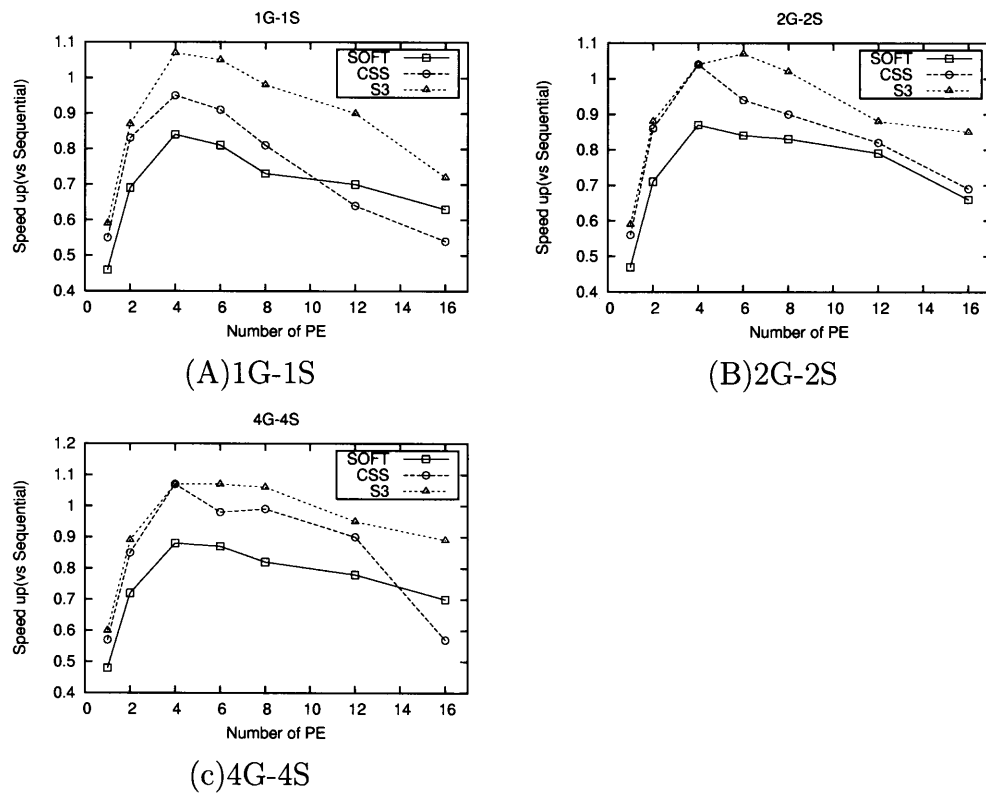 1G-1S
1.1
1
0.9
0.8
0.7
0.6
0.5
0.4
Speed up(vs Sequential)
SOFT
CSS
S3
0 2 4 6 8 10 12 14 16
Number of PE
(A)1G-1S
2G-2S
1.1
1
0.9
0.8
0.7
0.6
0.5
0.4
Speed up(vs Sequential)
SOFT
CSS
S3
0 2 4 6 8 10 12 14 16
Number of PE
(B)2G-2S
4G-4S
1.2
1.1
1
0.9
0.8
0.7
0.6
0.5
0.4
Speed up(vs Sequential)
SOFT
CSS
S3
0 2 4 6 8 10 12 14 16
Number of PE
(c)4G-4S